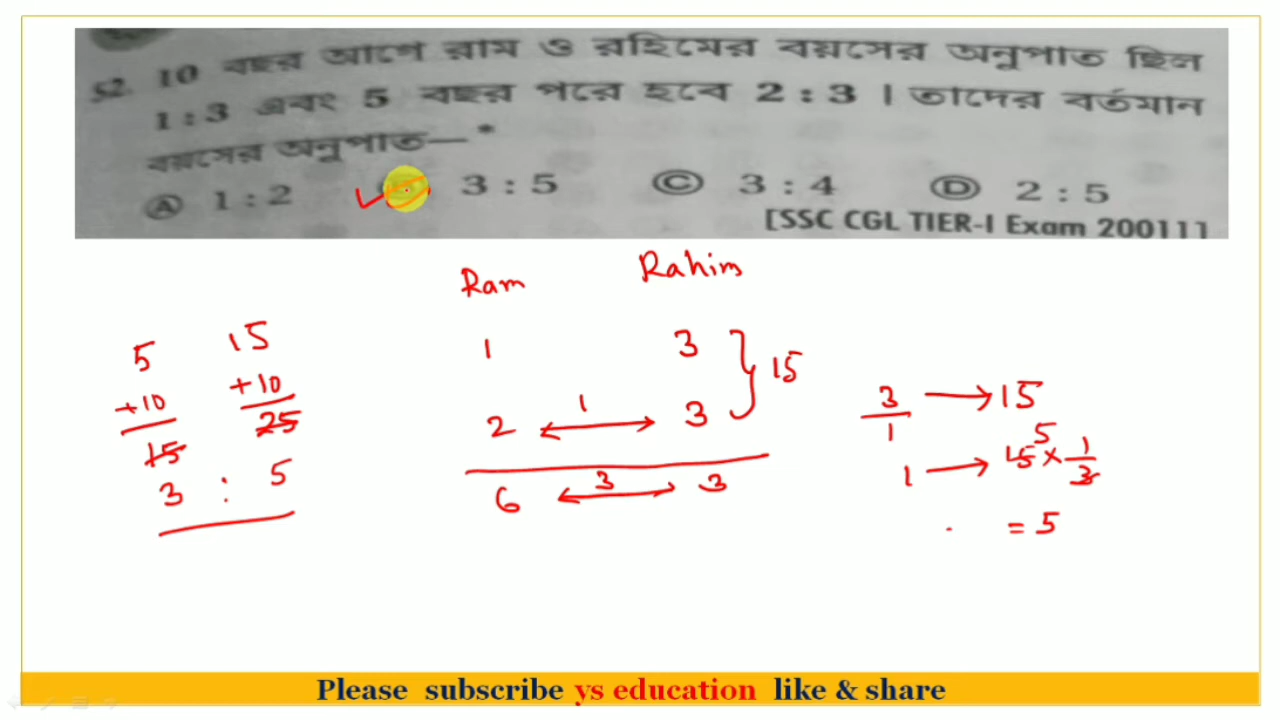 52. 10 বছর আগে রাম ও রহিমের বয়সের অনুপাত ছিল
1 : 3 এবং 5 বছর পরে হবে 2 : 3 । তাদের বর্তমান
বয়সের অনুপাত—*
Ⓐ 1 : 2 3 : 5 Ⓒ 3 : 4 Ⓓ 2 : 5
[SSC CGL TIER-I Exam 20011]
Ram Rahim
5 15
+10 +10
15 25
3 : 5
1 3 } 15
2 ⟷ 1 3
6 ⟷ 3 3
3/1 → 15
1 → 15 × 1/3
5
= 5
Please subscribe ys education like & share